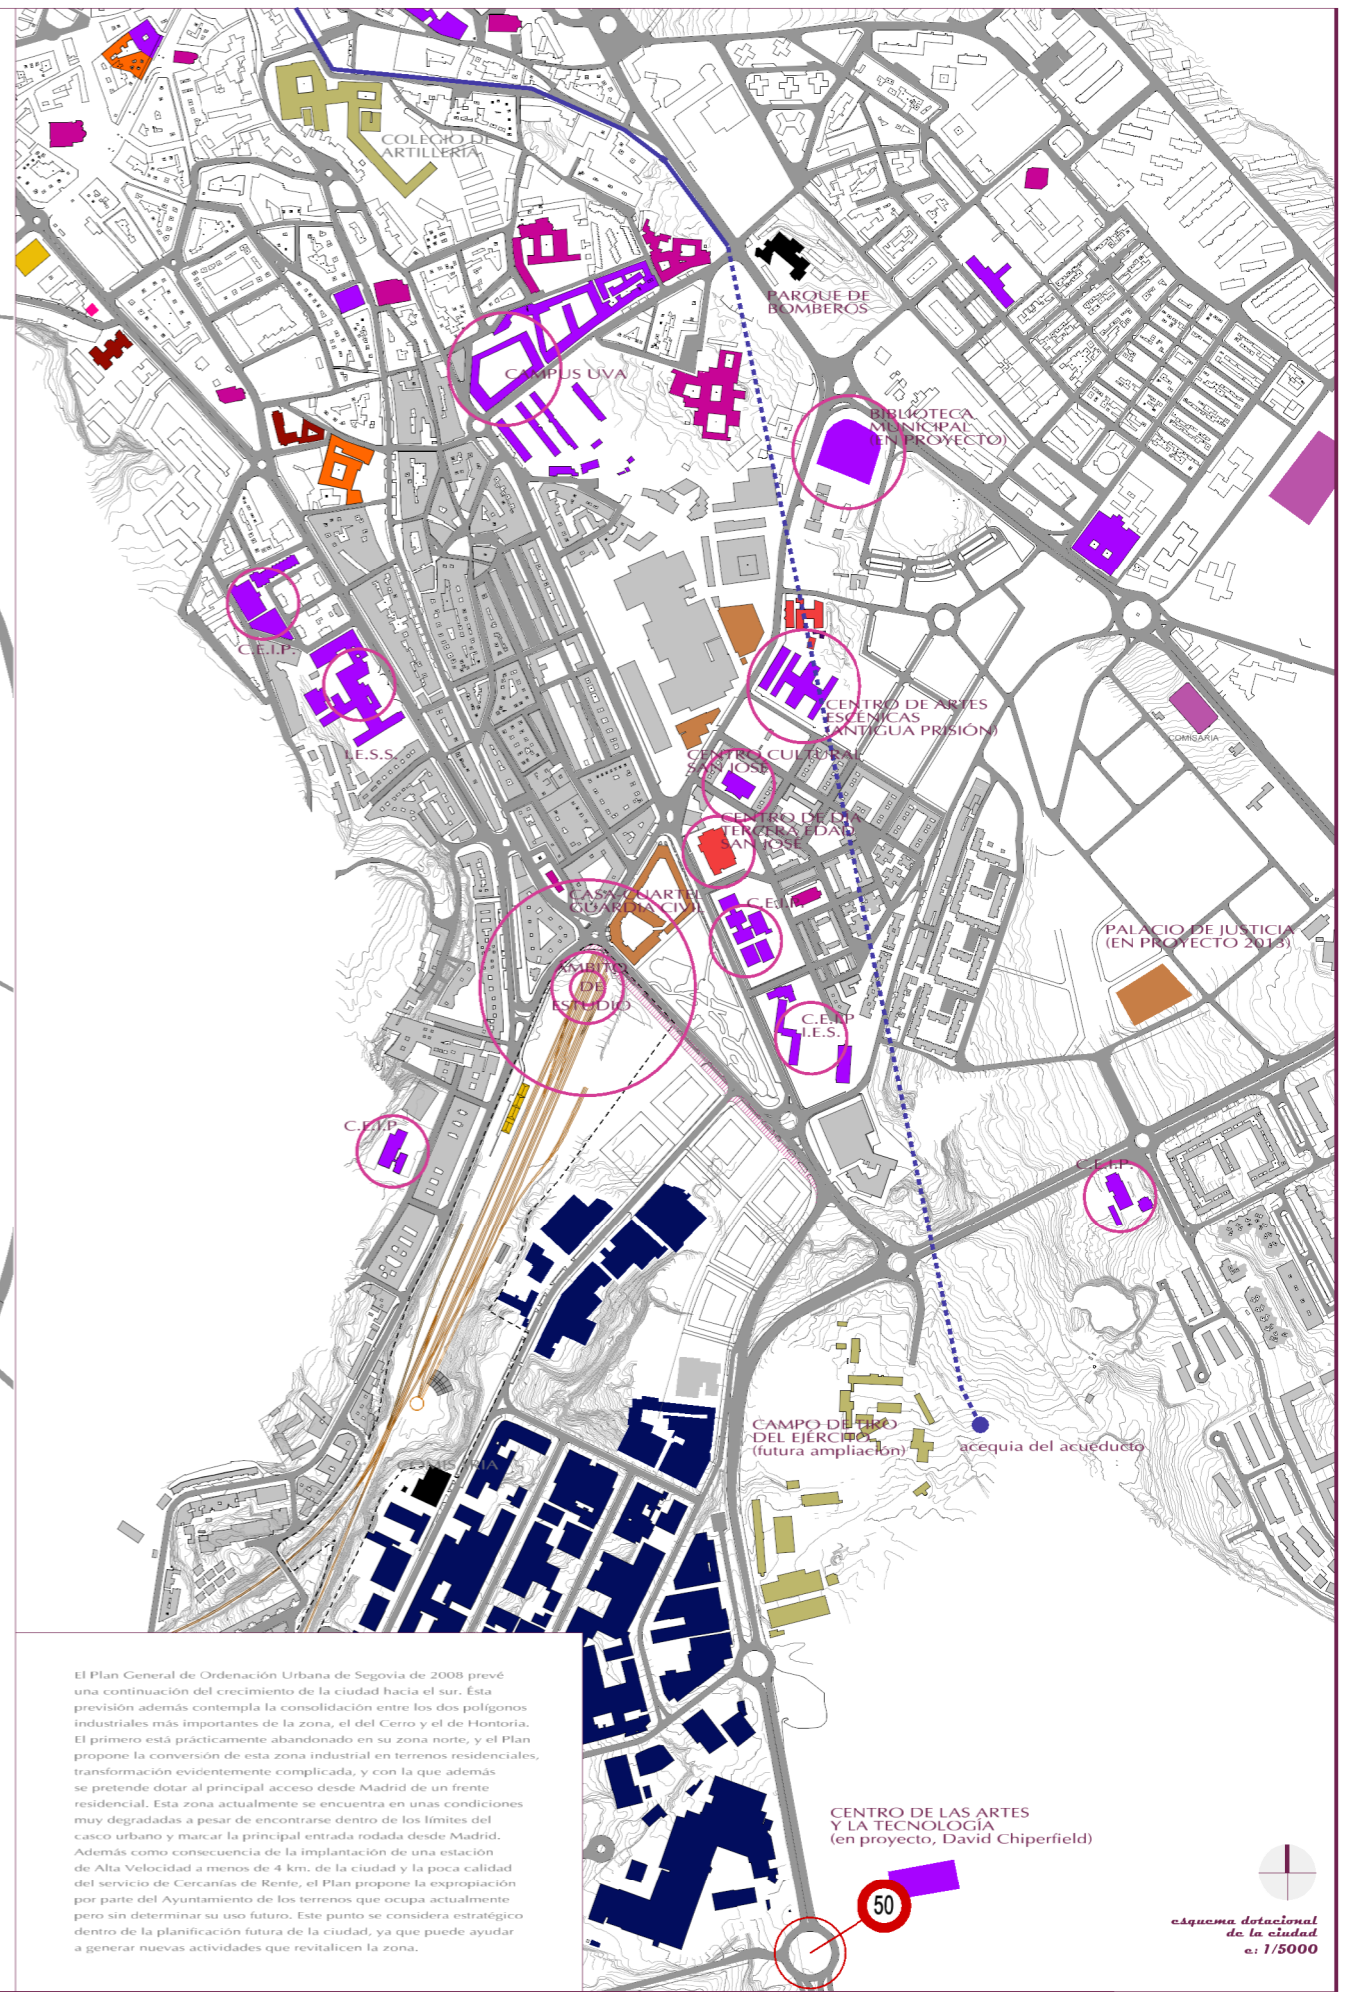 COLEGIO DE
ARTILLERÍA
PARQUE DE
BOMBEROS
CAMPUS UVA
BIBLIOTECA
MUNICIPAL
(EN PROYECTO)
C.E.I.P.
I.E.S.S.
CENTRO DE ARTES
ESCÉNICAS
(ANTIGUA PRISIÓN)
COMISARIA
CENTRO CULTURAL
SAN JOSÉ
CENTRO DE DÍA
TERCERA EDAD
SAN JOSÉ
CASA-CUARTEL
GUARDIA CIVIL
PALACIO DE JUSTICIA
(EN PROYECTO 2013)
ÁMBITO
DE
ESTUDIO
C.E.I.P
I.E.S.
C.E.I.P
C.E.I.P.
CAMPO DE TIRO
DEL EJÉRCITO
(futura ampliación)
acequia del acueducto
COMISARIA
El Plan General de Ordenación Urbana de Segovia de 2008 prevé
una continuación del crecimiento de la ciudad hacia el sur. Ésta
previsión además contempla la consolidación entre los dos polígonos
industriales más importantes de la zona, el del Cerro y el de Hontoria.
El primero está prácticamente abandonado en su zona norte, y el Plan
propone la conversión de esta zona industrial en terrenos residenciales,
transformación evidentemente complicada, y con la que además
se pretende dotar al principal acceso desde Madrid de un frente
residencial. Esta zona actualmente se encuentra en unas condiciones
muy degradadas a pesar de encontrarse dentro de los límites del
casco urbano y marcar la principal entrada rodada desde Madrid.
Además como consecuencia de la implantación de una estación
de Alta Velocidad a menos de 4 km. de la ciudad y la poca calidad
del servicio de Cercanías de Renfe, el Plan propone la expropiación
por parte del Ayuntamiento de los terrenos que ocupa actualmente
pero sin determinar su uso futuro. Este punto se considera estratégico
dentro de la planificación futura de la ciudad, ya que puede ayudar
a generar nuevas actividades que revitalicen la zona.
CENTRO DE LAS ARTES
Y LA TECNOLOGÍA
(en proyecto, David Chiperfield)
50
esquema dotacional
de la ciudad
e: 1/5000